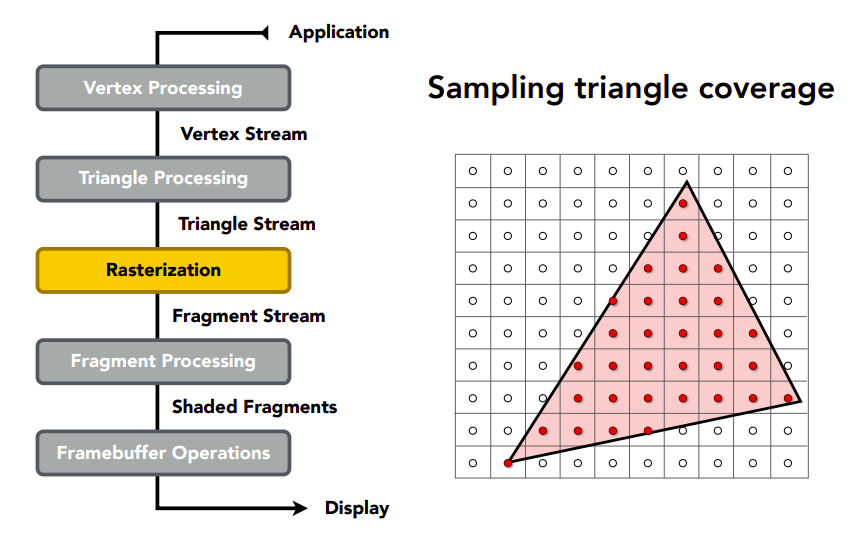 Application
Vertex Processing
Vertex Stream
Triangle Processing
Triangle Stream
Rasterization
Fragment Stream
Fragment Processing
Shaded Fragments
Framebuffer Operations
Display
Sampling triangle coverage